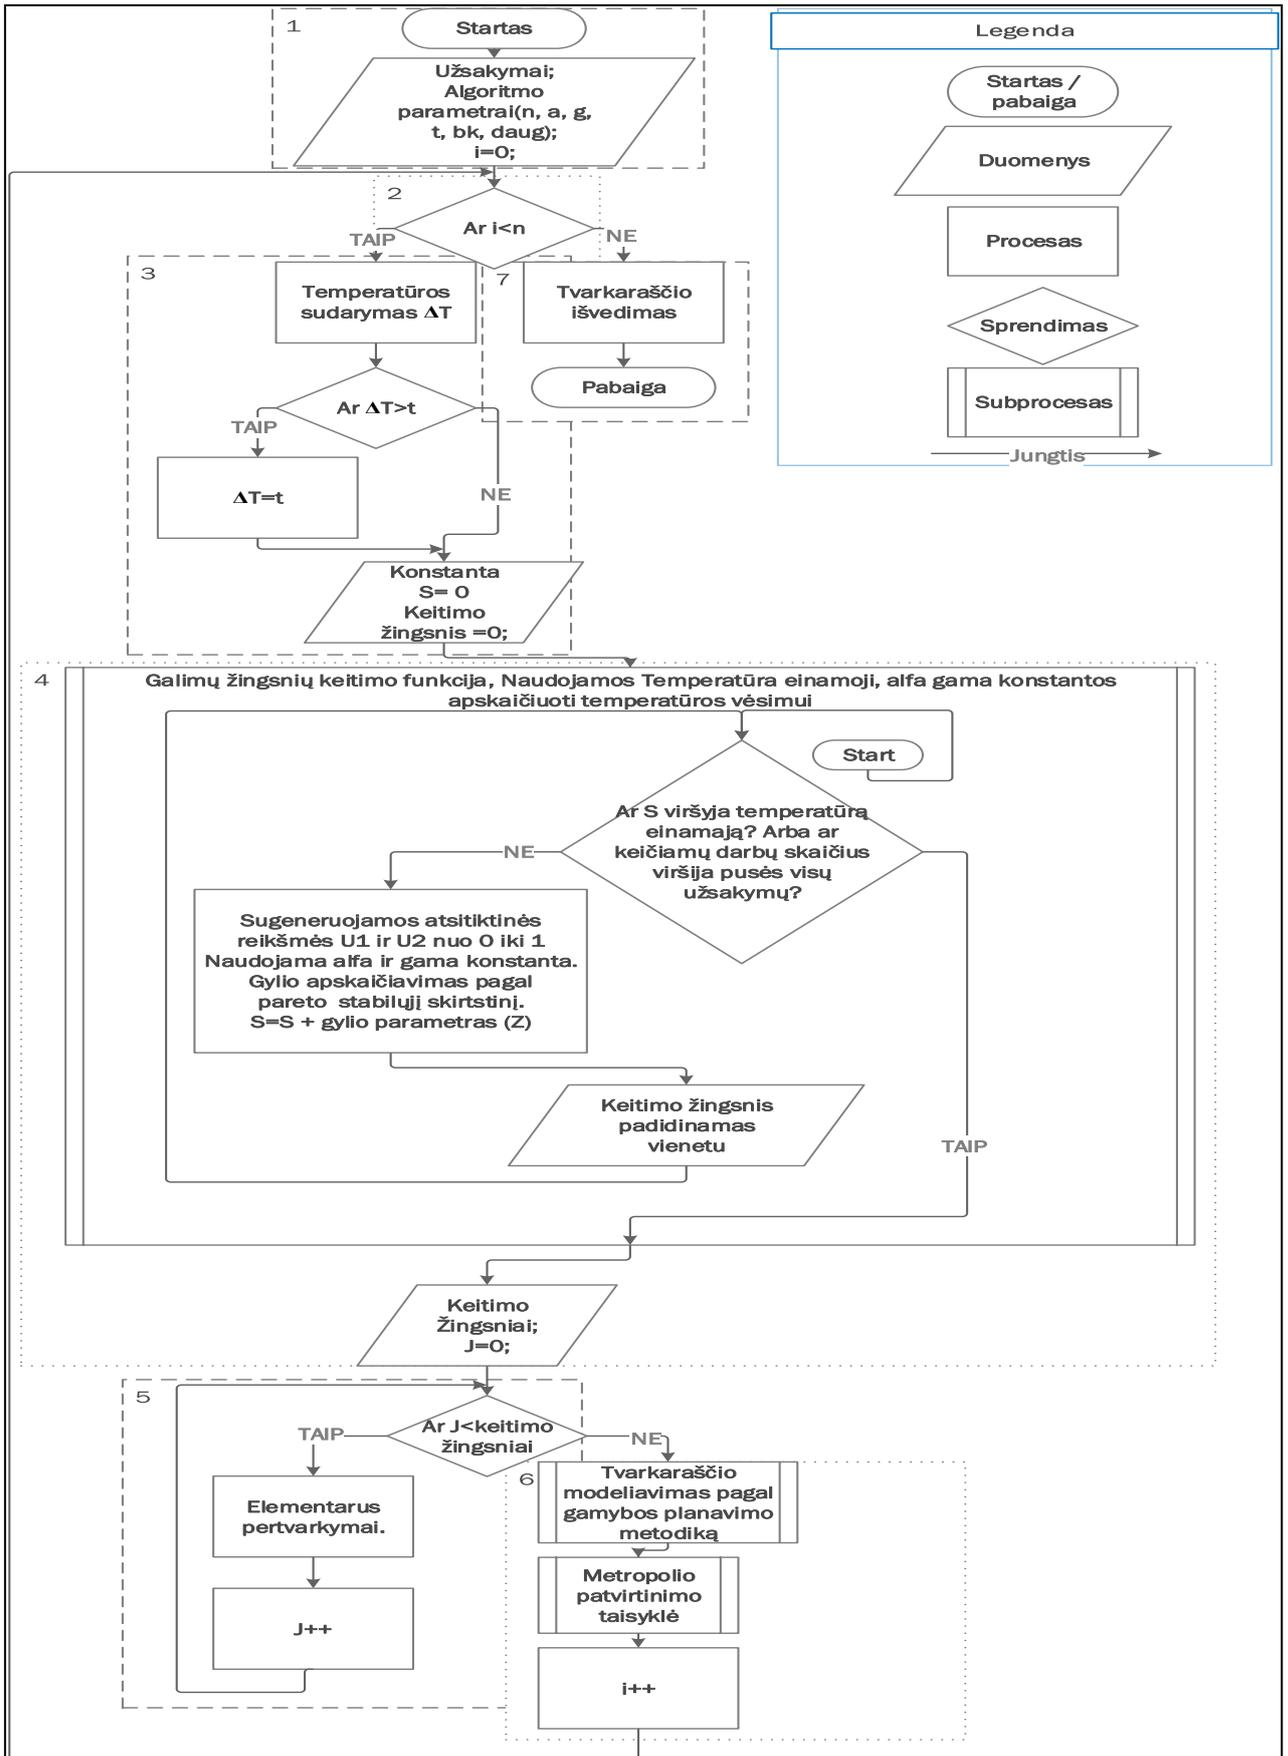 1
Startas
Užsakymai;
Algoritmo
parametrai(n, a, g,
t, bk, daug);
i=0;
Legenda
Startas /
pabaiga
Duomenys
Procesas
Sprendimas
Subprocesas
Jungtis
2
Ar i<n
TAIP
NE
3
Temperatūros
sudarymas ΔT
7
Tvarkaraščio
išvedimas
Pabaiga
Ar ΔT>t
TAIP
ΔT=t
NE
Konstanta
S= 0
Keitimo
žingsnis =0;
4
Galimų žingsnių keitimo funkcija, Naudojamos Temperatūra einamoji, alfa gama konstantos
apskaičiuoti temperatūros vėsimui
Start
Ar S viršyja temperatūrą
einamają? Arba ar
keičiamų darbų skaičius
viršija pusės visų
užsakymų?
NE
Sugeneruojamos atsitiktinės
reikšmės U1 ir U2 nuo 0 iki 1
Naudojama alfa ir gama konstanta.
Gylio apskaičiavimas pagal
pareto  stabilųjį skirtstinį.
S=S + gylio parametras (Z)
Keitimo žingsnis
padidinamas
vienetu
TAIP
Keitimo
Žingsniai;
J=0;
5
Ar J<keitimo
žingsniai
TAIP
NE
Elementarus
pertvarkymai.
J++
6
Tvarkaraščio
modeliavimas pagal
gamybos planavimo
metodiką
Metropolio
patvirtinimo
taisyklė
i++